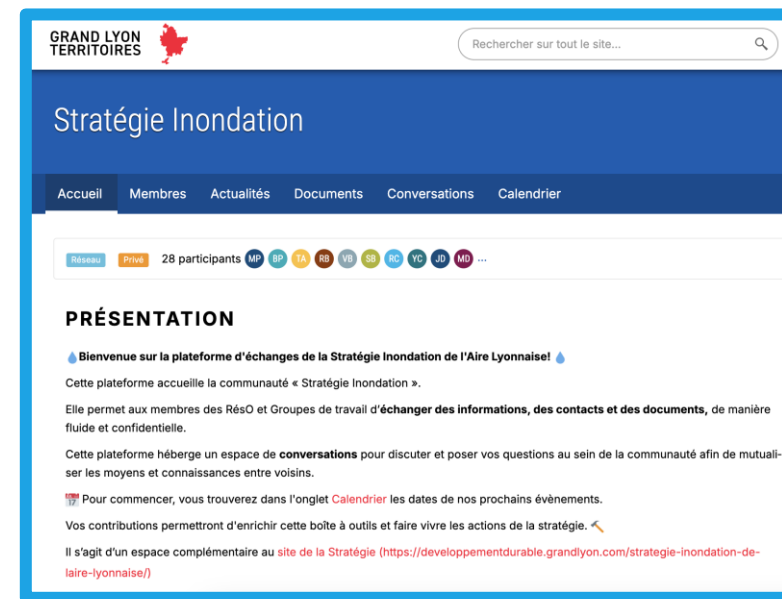 GRAND LYON
TERRITOIRES
Rechercher sur tout le site...
Stratégie Inondation
Accueil Membres Actualités Documents Conversations Calendrier
Réseau Privé 28 participants MP BP TA RB VB SB RC YC JD MD ...
PRÉSENTATION
💧Bienvenue sur la plateforme d'échanges de la Stratégie Inondation de l'Aire Lyonnaise! 💧
Cette plateforme accueille la communauté « Stratégie Inondation ».
Elle permet aux membres des RésO et Groupes de travail d'échanger des informations, des contacts et des documents, de manière
fluide et confidentielle.
Cette plateforme héberge un espace de conversations pour discuter et poser vos questions au sein de la communauté afin de mutuali-
ser les moyens et connaissances entre voisins.
📅 Pour commencer, vous trouverez dans l'onglet Calendrier les dates de nos prochains évènements.
Vos contributions permettront d'enrichir cette boîte à outils et faire vivre les actions de la stratégie. 🔨
Il s'agit d'un espace complémentaire au site de la Stratégie (https://developpementdurable.grandlyon.com/strategie-inondation-de-
laire-lyonnaise/)